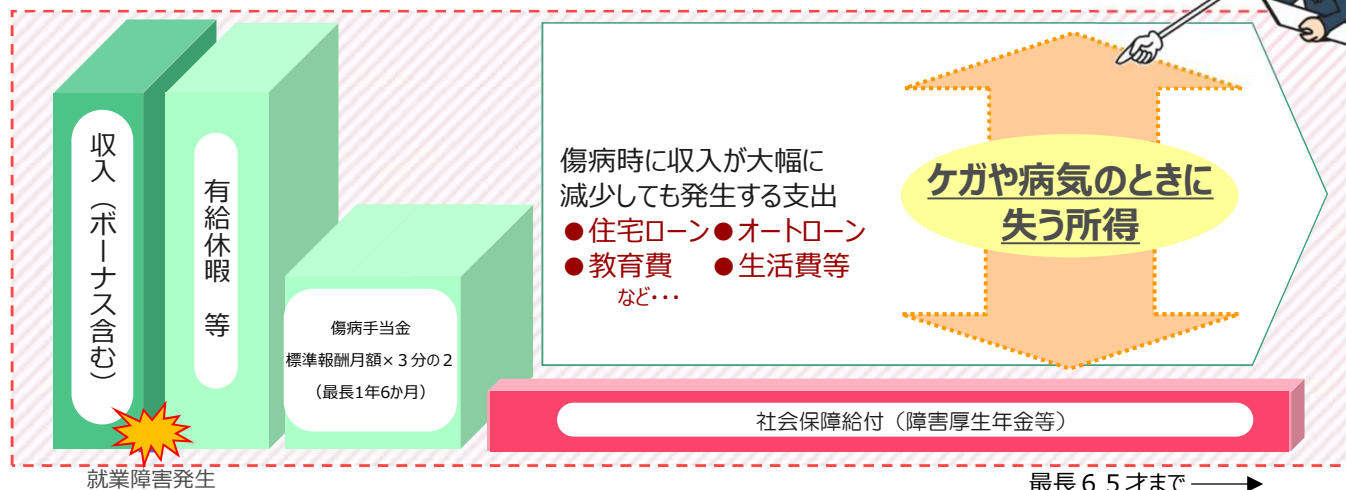 収入（ボーナス含む）
有給休暇　等
傷病手当金
標準報酬月額×３分の２
（最長1年6か月）
傷病時に収入が大幅に
減少しても発生する支出
●住宅ローン●オートローン
●教育費　●生活費等
など･･･
ケガや病気のときに
失う所得
社会保障給付（障害厚生年金等）
就業障害発生
最長６５才まで